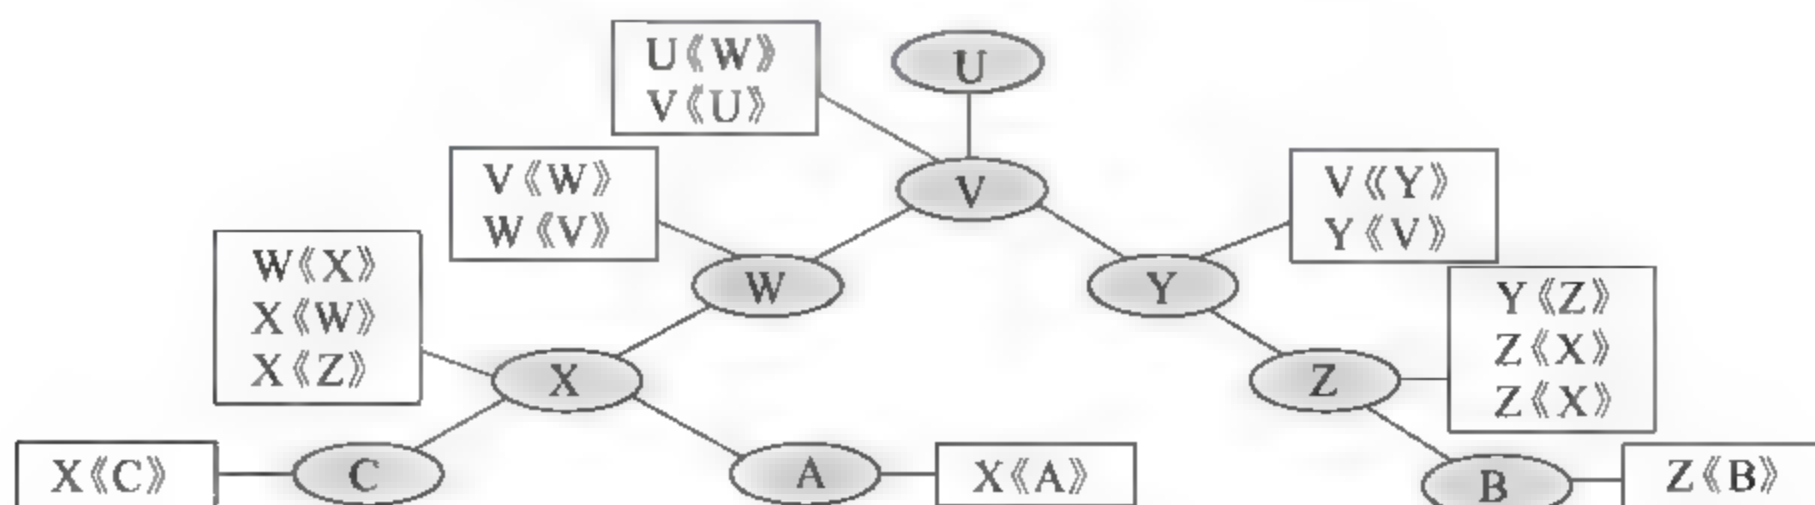 U《W》
V《U》
U
V《W》
W《V》
V
V《Y》
Y《V》
W《X》
X《W》
X《Z》
W
Y
Y《Z》
Z《X》
Z《X》
X
Z
X《C》
C
A
X《A》
B
Z《B》